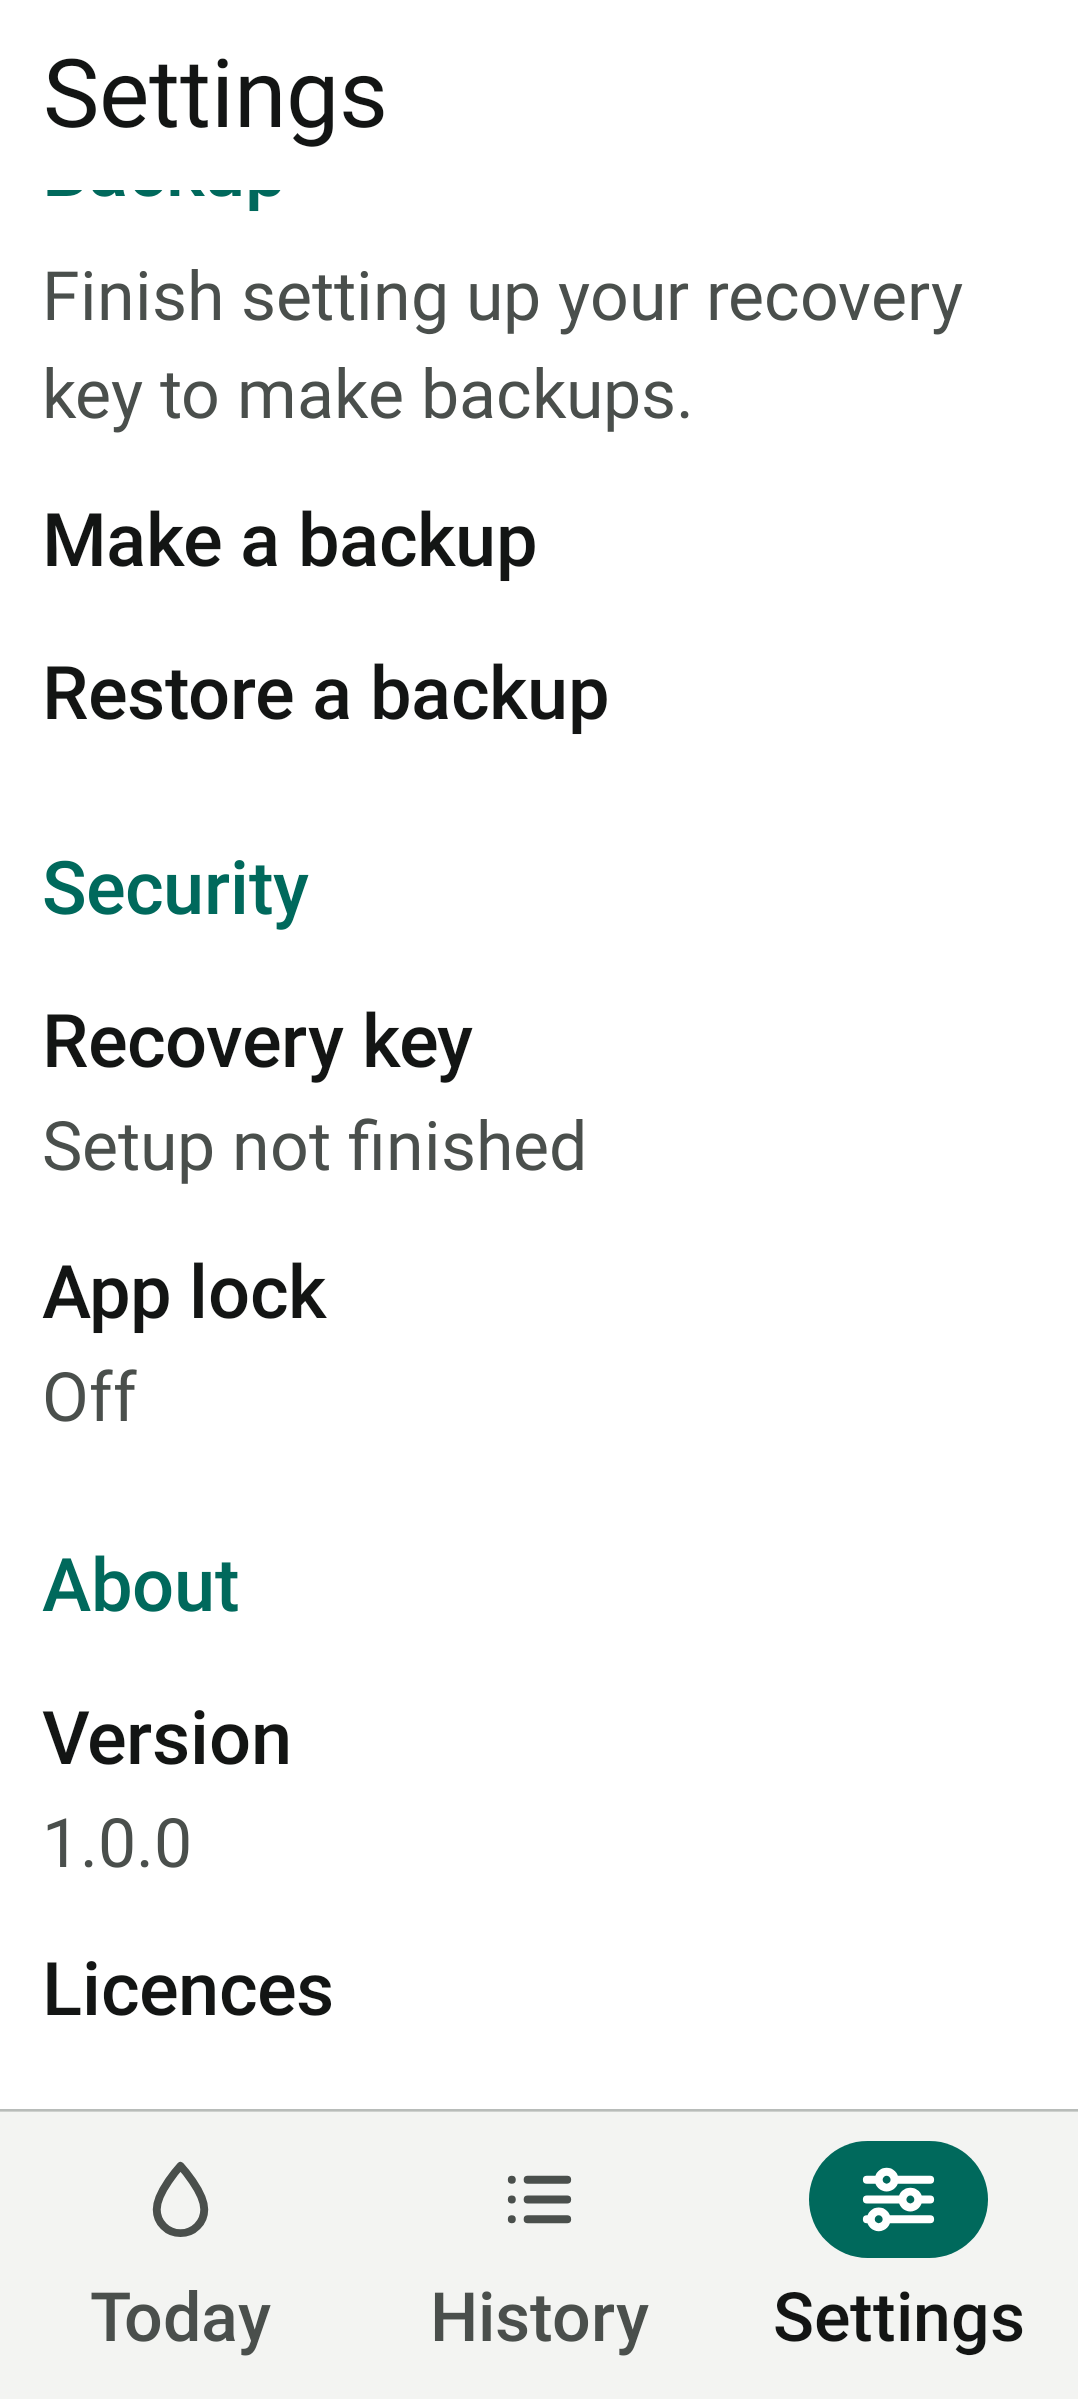 Settings
Backup
Finish setting up your recovery
key to make backups.
Make a backup
Restore a backup
Security
Recovery key
Setup not finished
App lock
Off
About
Version
1.0.0
Licences
Today
History
Settings